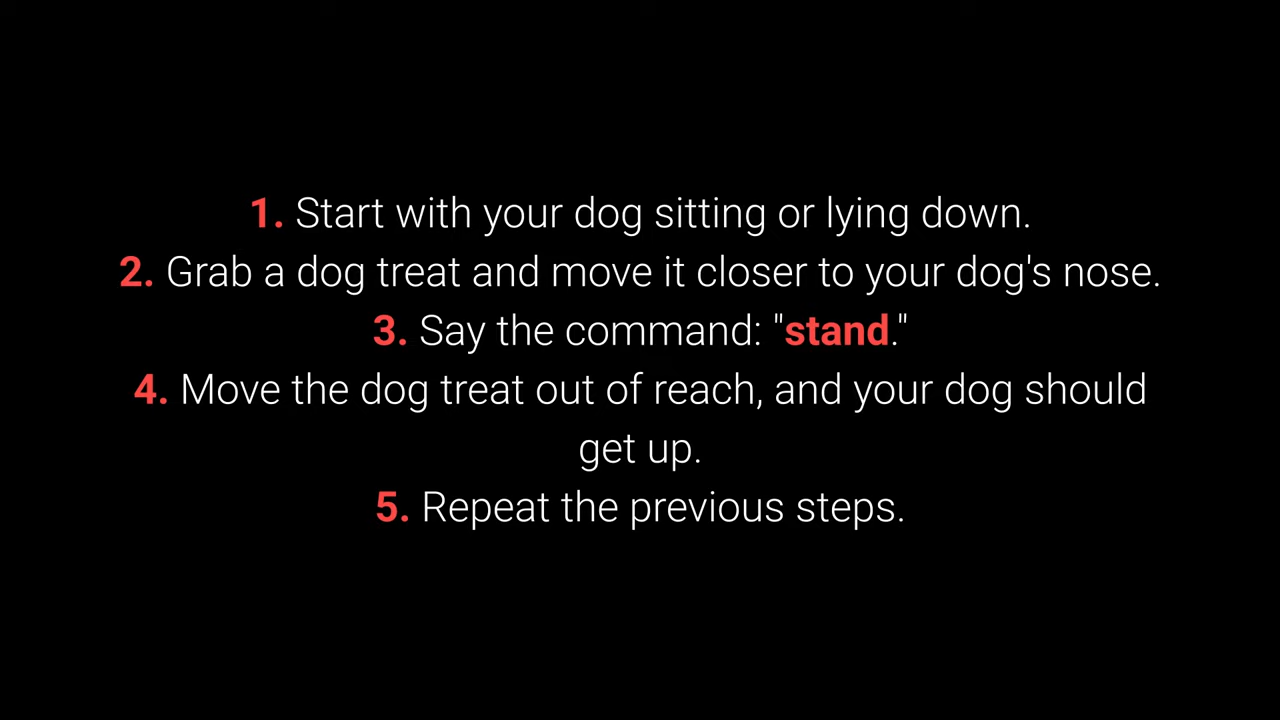 1. Start with your dog sitting or lying down.
2. Grab a dog treat and move it closer to your dog's nose.
3. Say the command: "stand."
4. Move the dog treat out of reach, and your dog should
get up.
5. Repeat the previous steps.